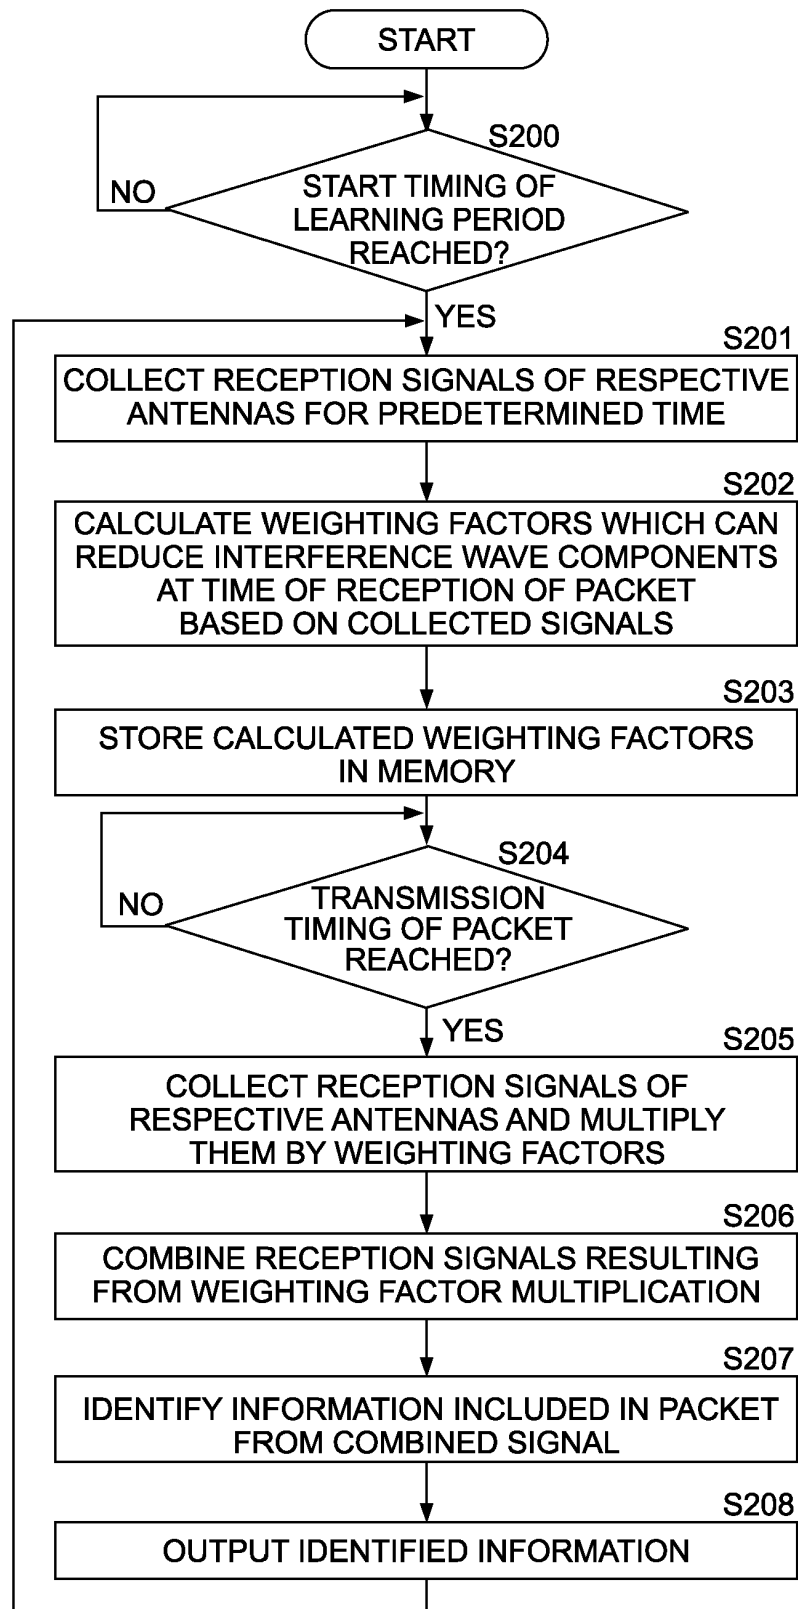 START
S200
NO
START TIMING OF
LEARNING PERIOD
REACHED?
YES
S201
COLLECT RECEPTION SIGNALS OF RESPECTIVE
ANTENNAS FOR PREDETERMINED TIME
S202
CALCULATE WEIGHTING FACTORS WHICH CAN
REDUCE INTERFERENCE WAVE COMPONENTS
AT TIME OF RECEPTION OF PACKET
BASED ON COLLECTED SIGNALS
S203
STORE CALCULATED WEIGHTING FACTORS
IN MEMORY
S204
NO
TRANSMISSION
TIMING OF PACKET
REACHED?
YES
S205
COLLECT RECEPTION SIGNALS OF
RESPECTIVE ANTENNAS AND MULTIPLY
THEM BY WEIGHTING FACTORS
S206
COMBINE RECEPTION SIGNALS RESULTING
FROM WEIGHTING FACTOR MULTIPLICATION
S207
IDENTIFY INFORMATION INCLUDED IN PACKET
FROM COMBINED SIGNAL
S208
OUTPUT IDENTIFIED INFORMATION